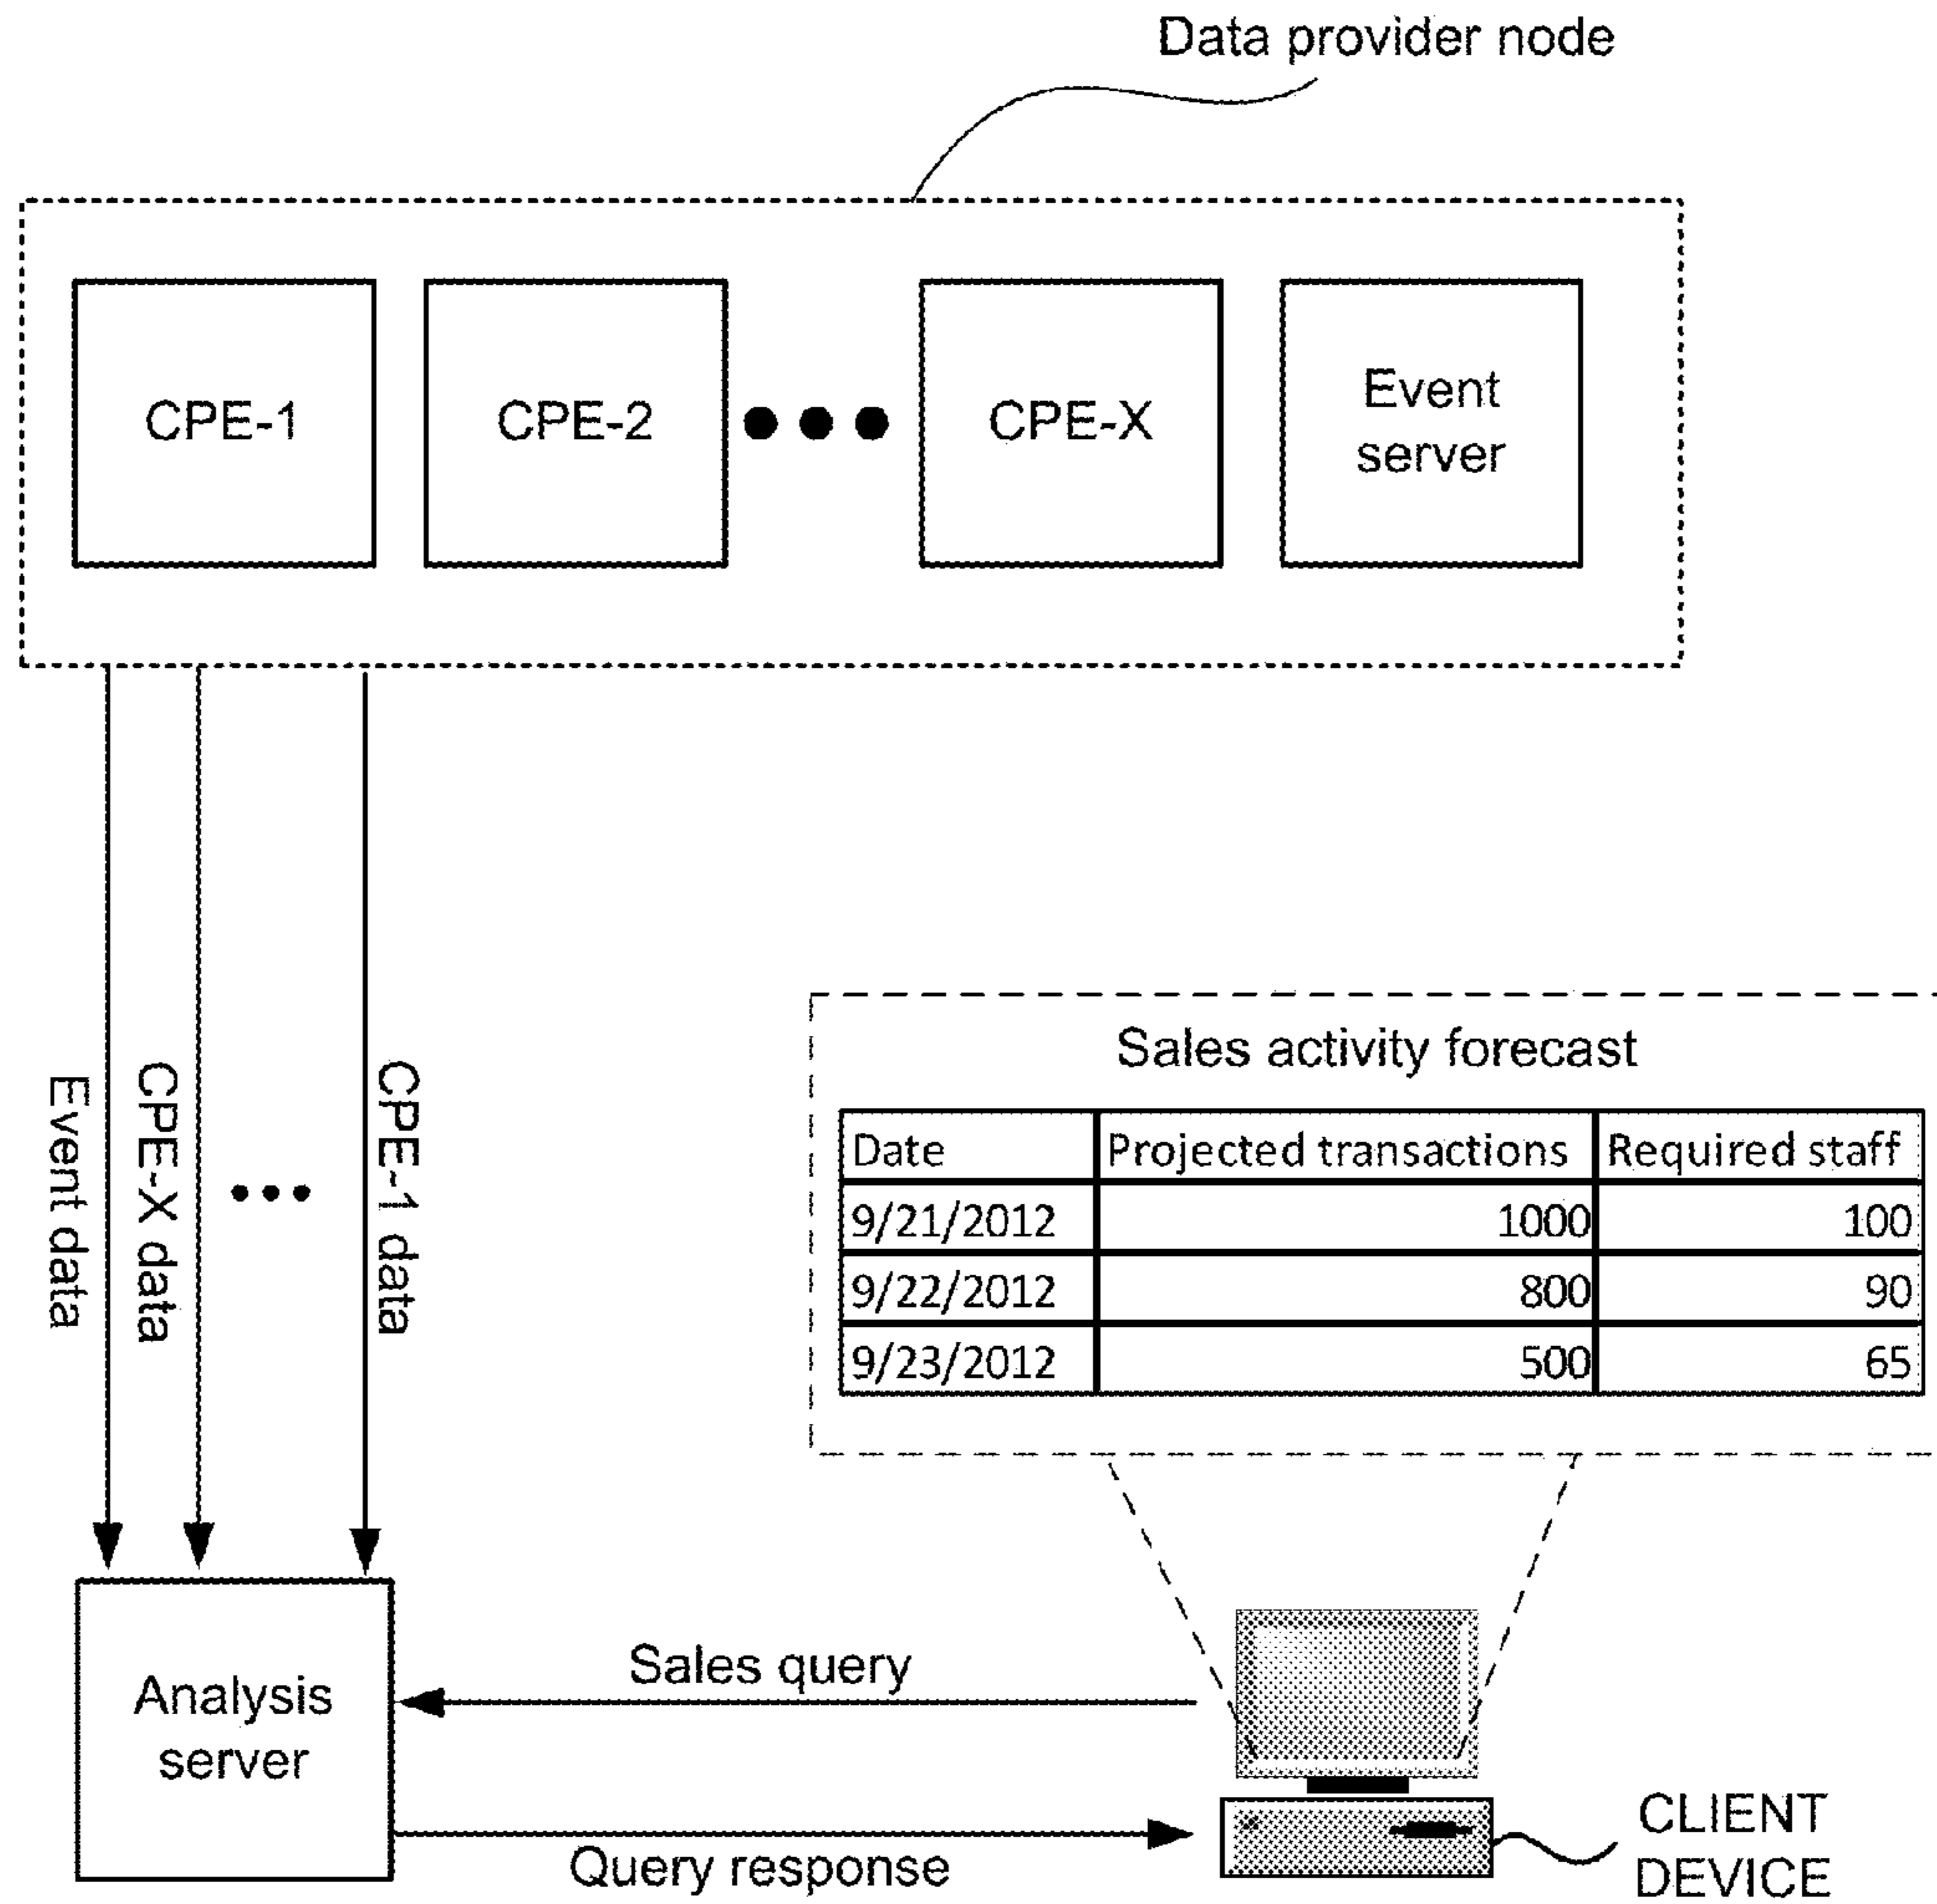 Data provider node
CPE-1
CPE-2
CPE-X
Event
server
Event data
CPE-X data
CPE-1 data
Sales activity forecast
Date Projected transactions Required staff
9/21/2012 1000 100
9/22/2012 800 90
9/23/2012 500 65
Analysis
server
Sales query
Query response
CLIENT
DEVICE